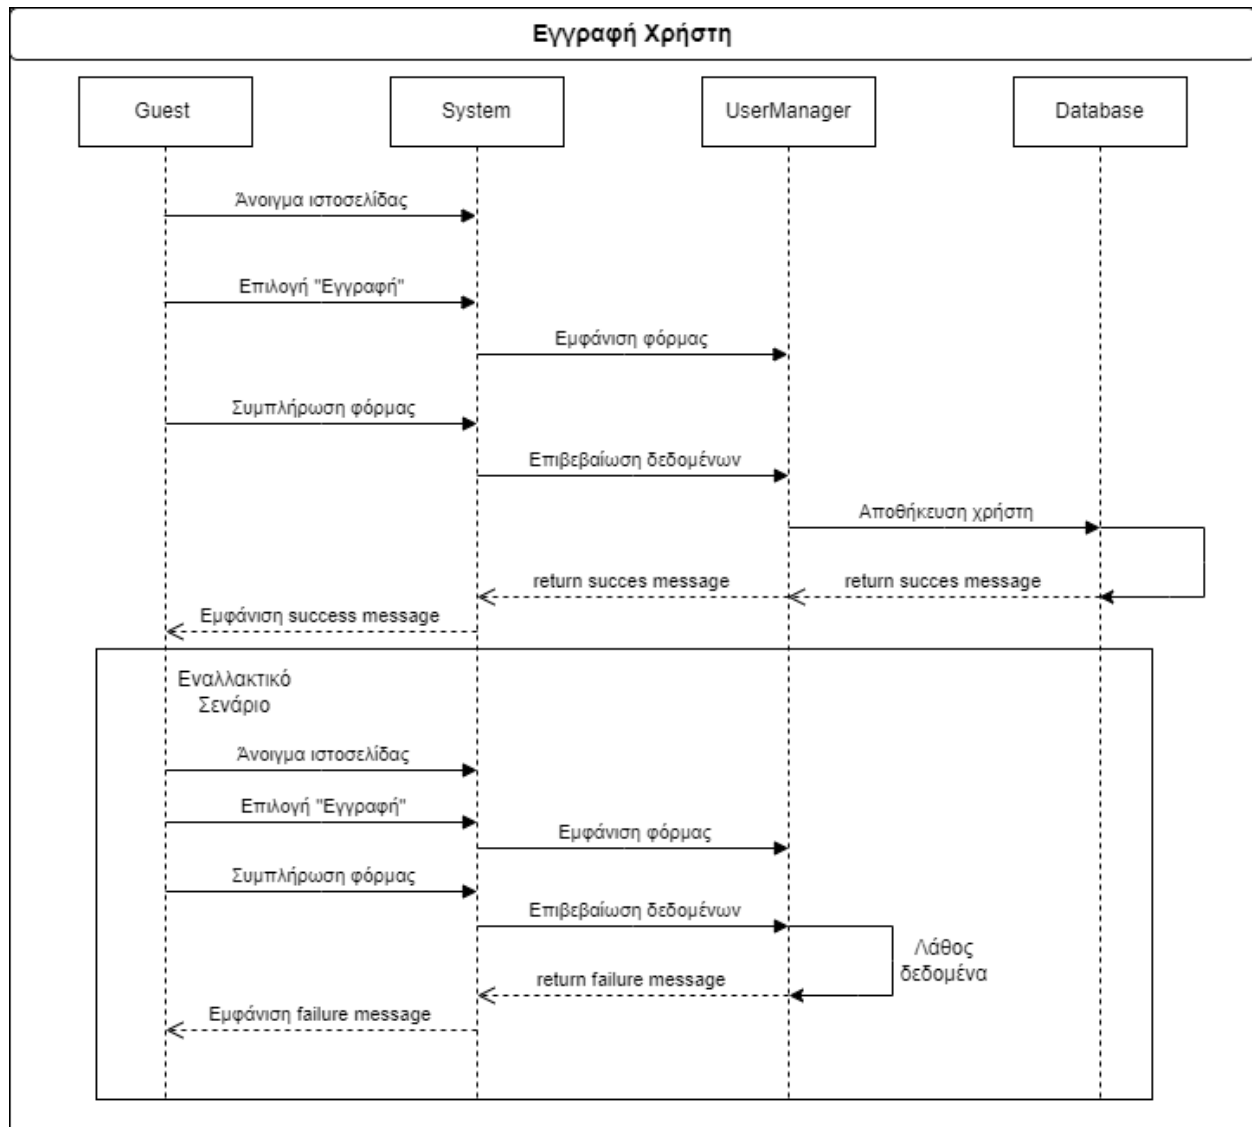 Εγγραφή Χρήστη
Guest
System
UserManager
Database
Άνοιγμα ιστοσελίδας
Επιλογή "Εγγραφή"
Εμφάνιση φόρμας
Συμπλήρωση φόρμας
Επιβεβαίωση δεδομένων
Αποθήκευση χρήστη
return succes message
return succes message
Εμφάνιση success message
Εναλλακτικό
Σενάριο
Άνοιγμα ιστοσελίδας
Επιλογή "Εγγραφή"
Εμφάνιση φόρμας
Συμπλήρωση φόρμας
Επιβεβαίωση δεδομένων
Λάθος
δεδομένα
return failure message
Εμφάνιση failure message